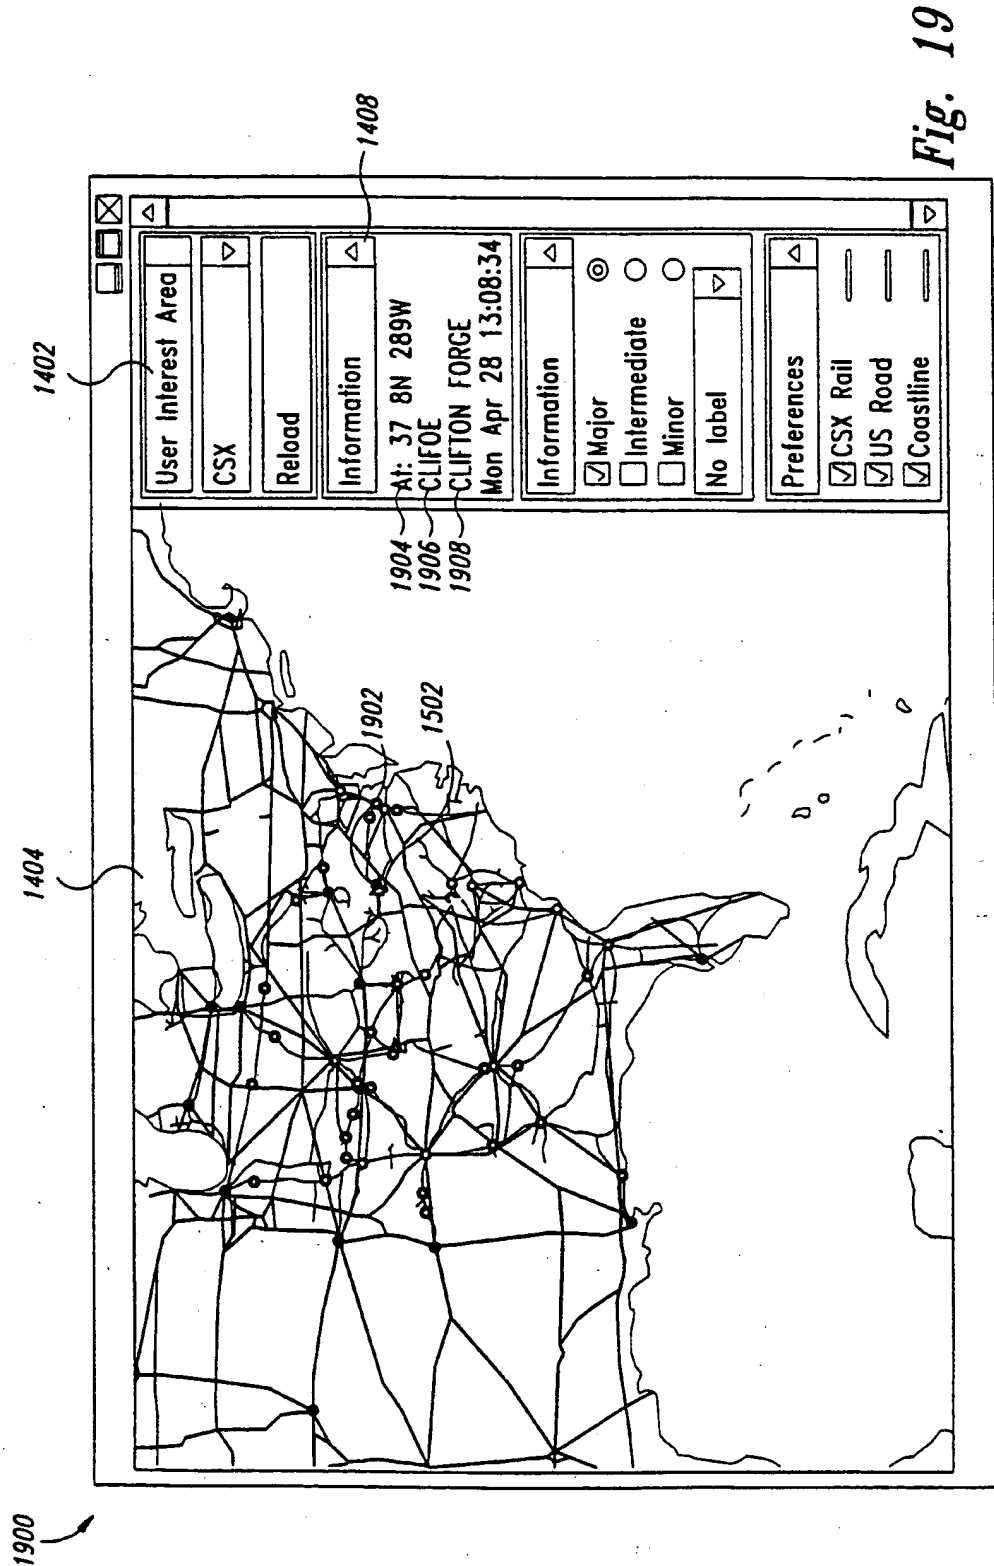 1900
1404
1402
User Interest Area
CSX
Reload
Information
1408
1904 At: 37 8N 289W
1906 CLIFOE
1908 CLIFTON FORGE
Mon Apr 28 13:08:34
1902
1502
Information
Major
Intermediate
Minor
No label
Preferences
CSX Rail
US Road
Coastline
Fig. 19